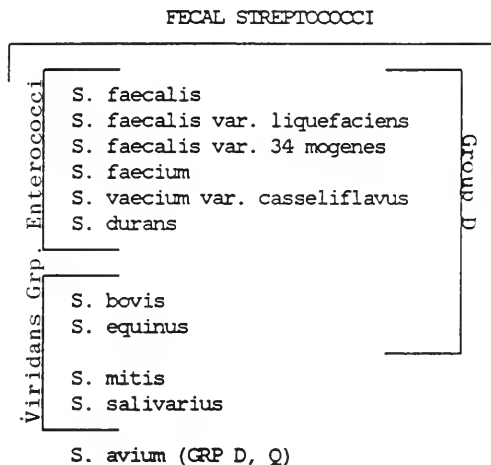 FECAL STREPTOCOCCI
Enterococci
S. faecalis
S. faecalis var. liquefaciens
S. faecalis var. 34 mogenes
S. faecium
S. vaecium var. casseliflavus
S. durans
Group D
Viridans Grp.
S. bovis
S. equinus
S. mitis
S. salivarius
S. avium (GRP D, Q)